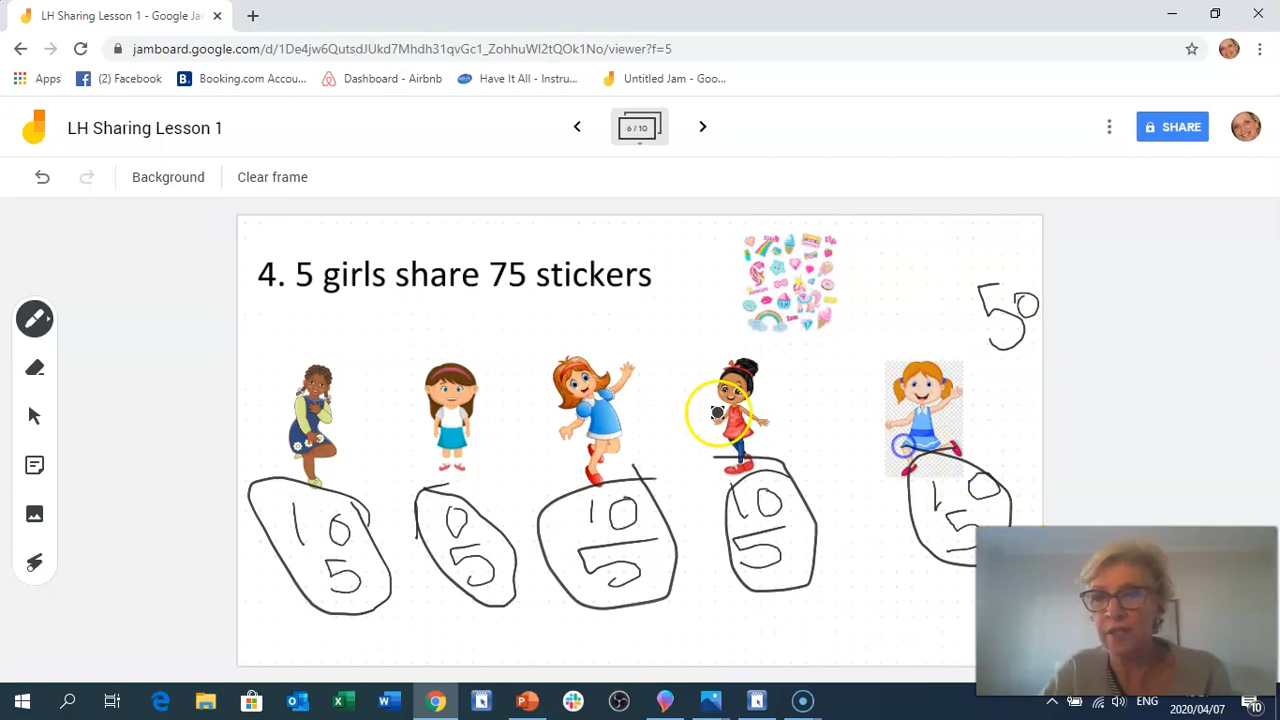 LH Sharing Lesson 1 - Google Ja
jamboard.google.com/d/1De4jw6QutsdJUkd7Mhdh31qvGc1_ZohhuWl2tQOk1No/viewer?f=5
Apps (2) Facebook Booking.com Accou... Dashboard - Airbnb Have It All - Instru... Untitled Jam - Goo...
LH Sharing Lesson 1
6 / 10
SHARE
Background Clear frame
4. 5 girls share 75 stickers
50
10 0 10 10 10
5 5 5 5 5
ENG
2020/04/07
10